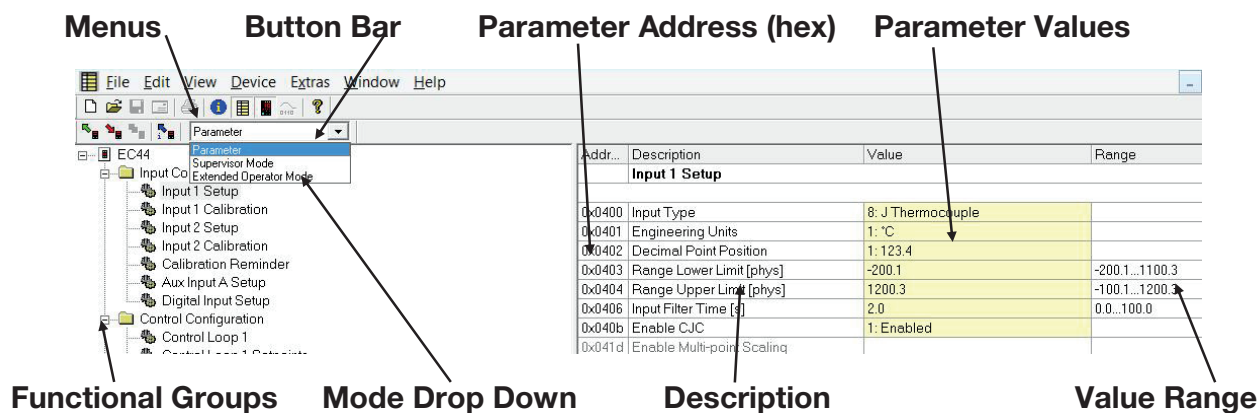 Menus Button Bar Parameter Address (hex) Parameter Values
File Edit View Device Extras Window Help
Parameter
Parameter
Supervisor Mode
Extended Operator Mode
EC44
Input Co
Input 1 Setup
Input 1 Calibration
Input 2 Setup
Input 2 Calibration
Calibration Reminder
Aux Input A Setup
Digital Input Setup
Control Configuration
Control Loop 1
Control Loop 1 Setpoints
Addr... Description Value Range
Input 1 Setup
0x0400 Input Type 8: J Thermocouple
0x0401 Engineering Units 1: °C
0x0402 Decimal Point Position 1: 123.4
0x0403 Range Lower Limit [phys] -200.1 -200.1...1100.3
0x0404 Range Upper Limit [phys] 1200.3 -100.1...1200.3
0x0406 Input Filter Time [s] 2.0 0.0...100.0
0x040b Enable CJC 1: Enabled
0x041d Enable Multi-point Scaling
Functional Groups Mode Drop Down Description Value Range